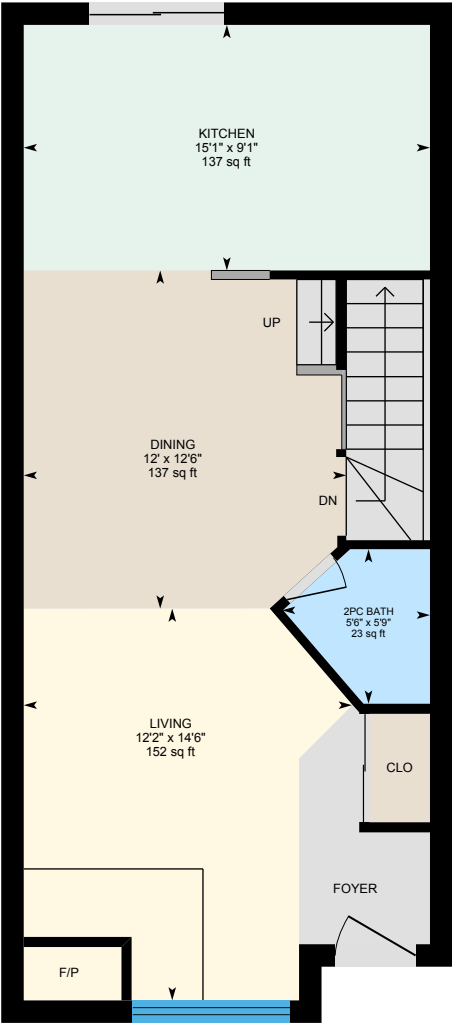 KITCHEN
15'1" x 9'1"
137 sq ft
UP
DINING
12' x 12'6"
137 sq ft
DN
2PC BATH
5'6" x 5'9"
23 sq ft
LIVING
12'2" x 14'6"
152 sq ft
CLO
FOYER
F/P